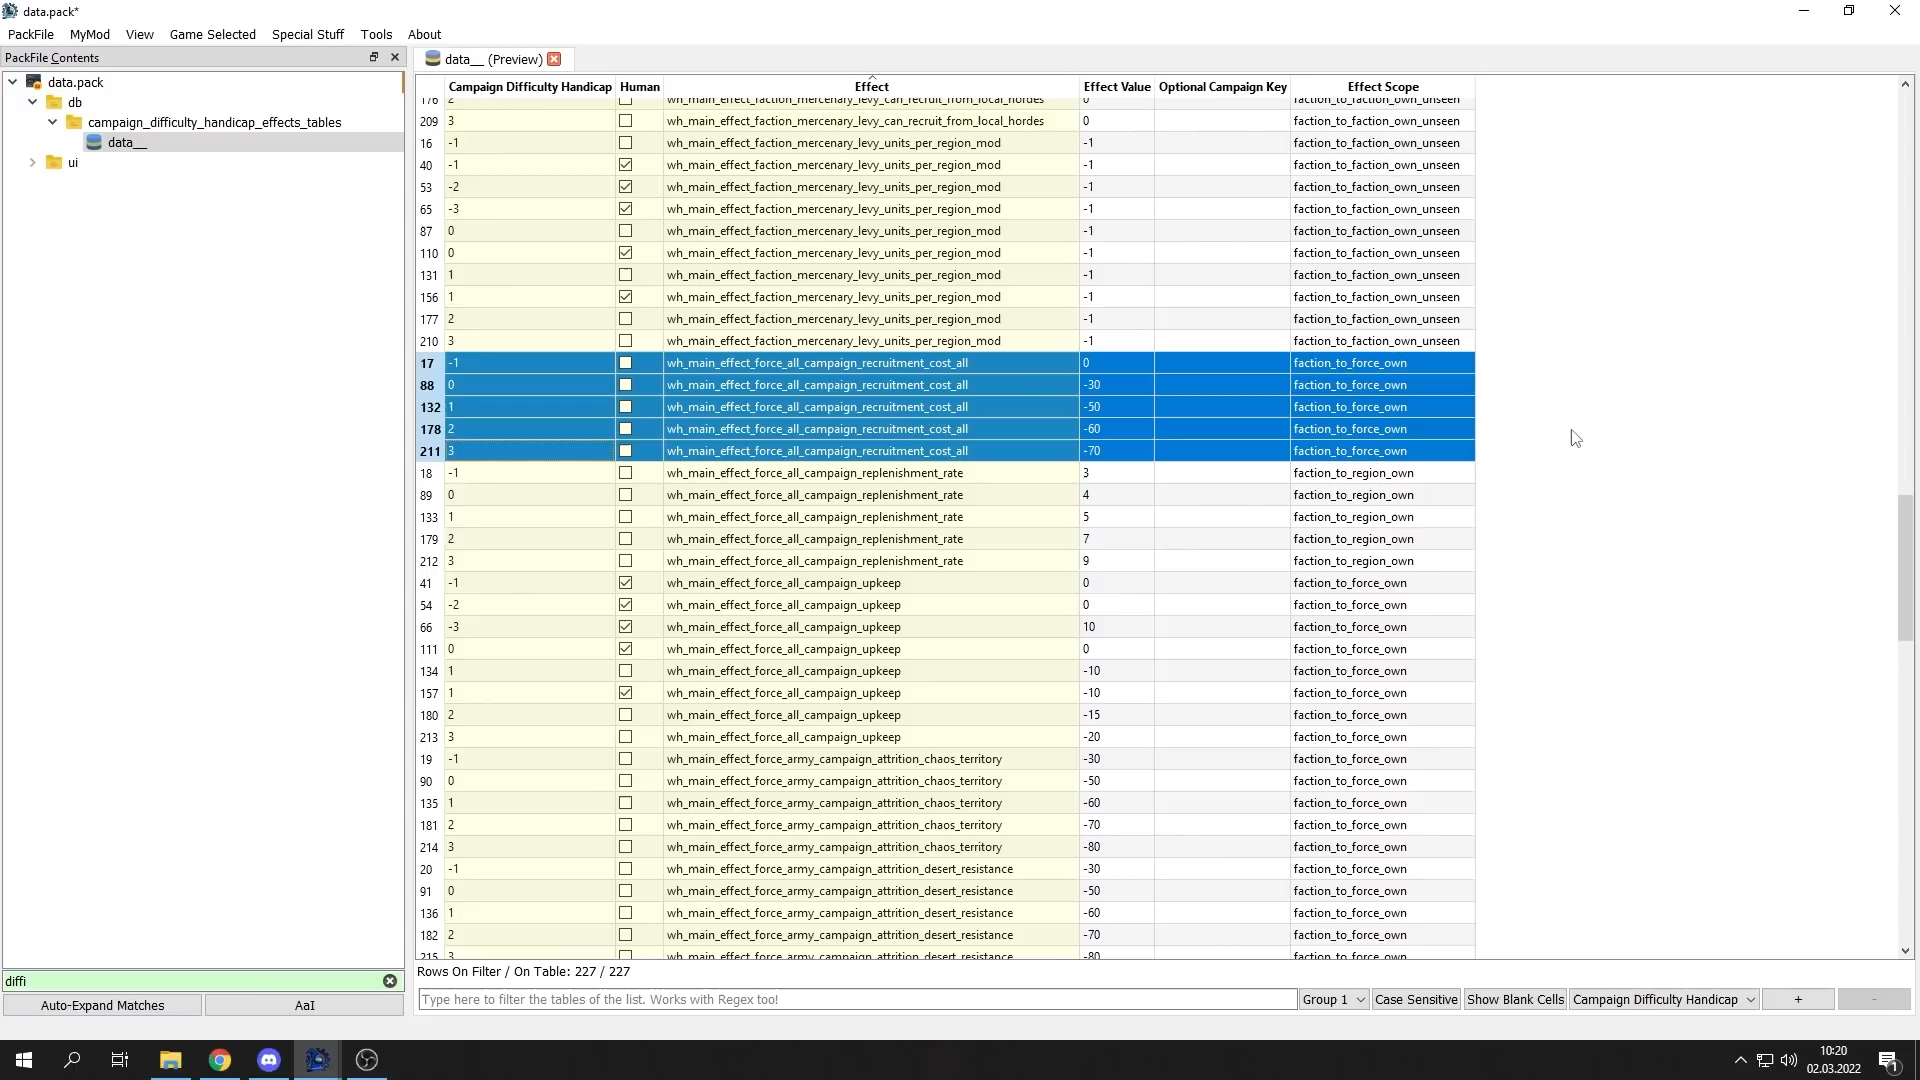 data.pack*
PackFile MyMod View Game Selected Special Stuff Tools About
PackFile Contents
data.pack
db
campaign_difficulty_handicap_effects_tables
data__
ui
diffi
Auto-Expand Matches AaI
data__ (Preview)
Campaign Difficulty Handicap Human Effect Effect Value Optional Campaign Key Effect Scope
176 2 wh_main_effect_faction_mercenary_levy_can_recruit_from_local_hordes 0 faction_to_faction_own_unseen
209 3 wh_main_effect_faction_mercenary_levy_can_recruit_from_local_hordes 0 faction_to_faction_own_unseen
16 -1 wh_main_effect_faction_mercenary_levy_units_per_region_mod -1 faction_to_faction_own_unseen
40 -1 wh_main_effect_faction_mercenary_levy_units_per_region_mod -1 faction_to_faction_own_unseen
53 -2 wh_main_effect_faction_mercenary_levy_units_per_region_mod -1 faction_to_faction_own_unseen
65 -3 wh_main_effect_faction_mercenary_levy_units_per_region_mod -1 faction_to_faction_own_unseen
87 0 wh_main_effect_faction_mercenary_levy_units_per_region_mod -1 faction_to_faction_own_unseen
110 0 wh_main_effect_faction_mercenary_levy_units_per_region_mod -1 faction_to_faction_own_unseen
131 1 wh_main_effect_faction_mercenary_levy_units_per_region_mod -1 faction_to_faction_own_unseen
156 1 wh_main_effect_faction_mercenary_levy_units_per_region_mod -1 faction_to_faction_own_unseen
177 2 wh_main_effect_faction_mercenary_levy_units_per_region_mod -1 faction_to_faction_own_unseen
210 3 wh_main_effect_faction_mercenary_levy_units_per_region_mod -1 faction_to_faction_own_unseen
17 -1 wh_main_effect_force_all_campaign_recruitment_cost_all 0 faction_to_force_own
88 0 wh_main_effect_force_all_campaign_recruitment_cost_all -30 faction_to_force_own
132 1 wh_main_effect_force_all_campaign_recruitment_cost_all -50 faction_to_force_own
178 2 wh_main_effect_force_all_campaign_recruitment_cost_all -60 faction_to_force_own
211 3 wh_main_effect_force_all_campaign_recruitment_cost_all -70 faction_to_force_own
18 -1 wh_main_effect_force_all_campaign_replenishment_rate 3 faction_to_region_own
89 0 wh_main_effect_force_all_campaign_replenishment_rate 4 faction_to_region_own
133 1 wh_main_effect_force_all_campaign_replenishment_rate 5 faction_to_region_own
179 2 wh_main_effect_force_all_campaign_replenishment_rate 7 faction_to_region_own
212 3 wh_main_effect_force_all_campaign_replenishment_rate 9 faction_to_region_own
41 -1 wh_main_effect_force_all_campaign_upkeep 0 faction_to_force_own
54 -2 wh_main_effect_force_all_campaign_upkeep 0 faction_to_force_own
66 -3 wh_main_effect_force_all_campaign_upkeep 10 faction_to_force_own
111 0 wh_main_effect_force_all_campaign_upkeep 0 faction_to_force_own
134 1 wh_main_effect_force_all_campaign_upkeep -10 faction_to_force_own
157 1 wh_main_effect_force_all_campaign_upkeep -10 faction_to_force_own
180 2 wh_main_effect_force_all_campaign_upkeep -15 faction_to_force_own
213 3 wh_main_effect_force_all_campaign_upkeep -20 faction_to_force_own
19 -1 wh_main_effect_force_army_campaign_attrition_chaos_territory -30 faction_to_force_own
90 0 wh_main_effect_force_army_campaign_attrition_chaos_territory -50 faction_to_force_own
135 1 wh_main_effect_force_army_campaign_attrition_chaos_territory -60 faction_to_force_own
181 2 wh_main_effect_force_army_campaign_attrition_chaos_territory -70 faction_to_force_own
214 3 wh_main_effect_force_army_campaign_attrition_chaos_territory -80 faction_to_force_own
20 -1 wh_main_effect_force_army_campaign_attrition_desert_resistance -30 faction_to_force_own
91 0 wh_main_effect_force_army_campaign_attrition_desert_resistance -50 faction_to_force_own
136 1 wh_main_effect_force_army_campaign_attrition_desert_resistance -60 faction_to_force_own
182 2 wh_main_effect_force_army_campaign_attrition_desert_resistance -70 faction_to_force_own
215 3 wh_main_effect_force_army_campaign_attrition_desert_resistance -80 faction_to_force_own
Rows On Filter / On Table: 227 / 227
Type here to filter the tables of the list. Works with Regex too! Group 1 Case Sensitive Show Blank Cells Campaign Difficulty Handicap + -
10:20
02.03.2022
1